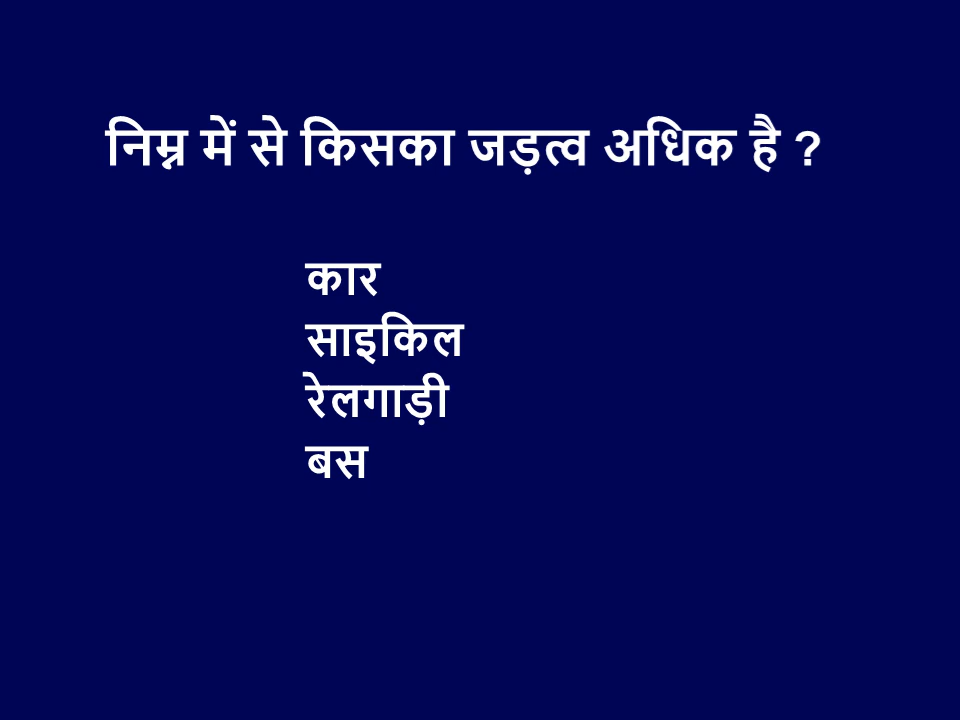 निम्न में से किसका जड़त्व अधिक है ?
कार
साइकिल
रेलगाड़ी
बस